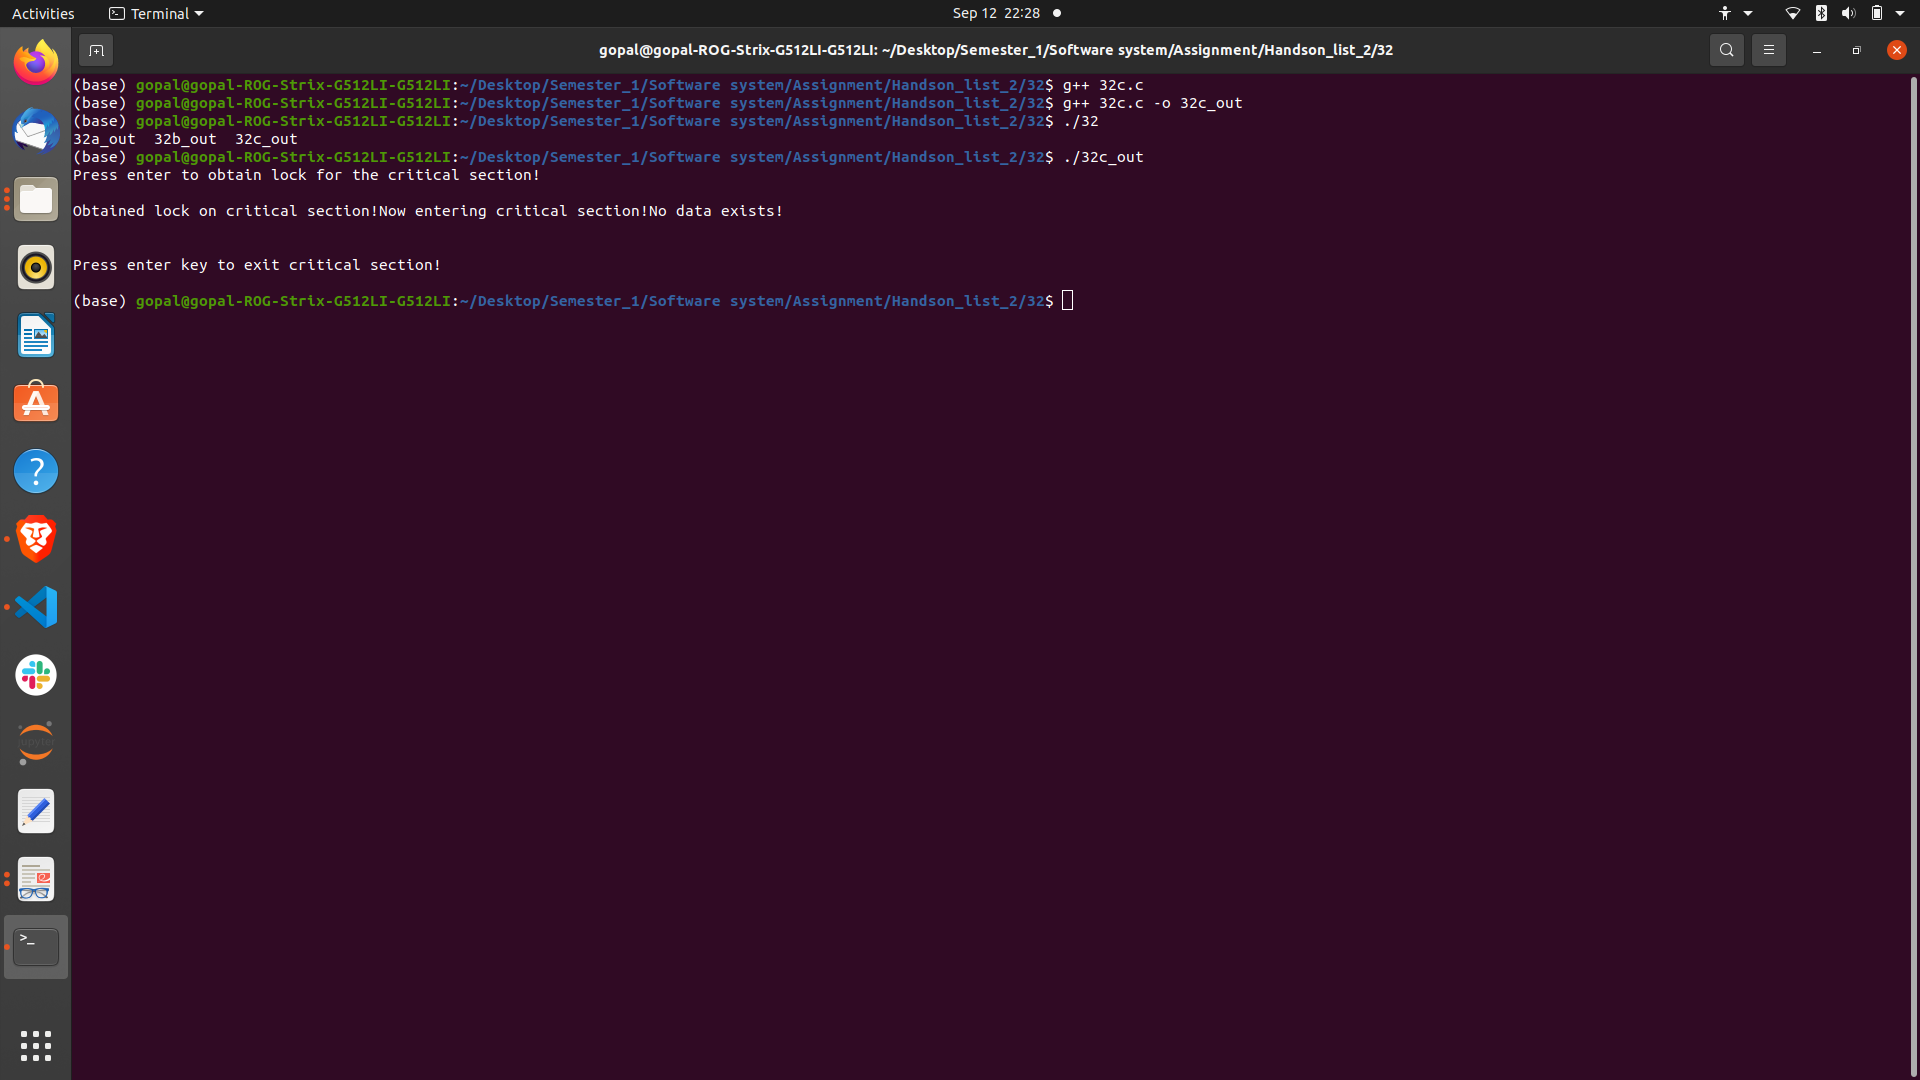 Activities
Terminal
Sep 12 22:28
gopal@gopal-ROG-Strix-G512LI-G512LI: ~/Desktop/Semester_1/Software system/Assignment/Handson_list_2/32
(base) gopal@gopal-ROG-Strix-G512LI-G512LI:~/Desktop/Semester_1/Software system/Assignment/Handson_list_2/32$ g++ 32c.c
(base) gopal@gopal-ROG-Strix-G512LI-G512LI:~/Desktop/Semester_1/Software system/Assignment/Handson_list_2/32$ g++ 32c.c -o 32c_out
(base) gopal@gopal-ROG-Strix-G512LI-G512LI:~/Desktop/Semester_1/Software system/Assignment/Handson_list_2/32$ ./32
32a_out  32b_out  32c_out
(base) gopal@gopal-ROG-Strix-G512LI-G512LI:~/Desktop/Semester_1/Software system/Assignment/Handson_list_2/32$ ./32c_out
Press enter to obtain lock for the critical section!
Obtained lock on critical section!Now entering critical section!No data exists!
Press enter key to exit critical section!
(base) gopal@gopal-ROG-Strix-G512LI-G512LI:~/Desktop/Semester_1/Software system/Assignment/Handson_list_2/32$